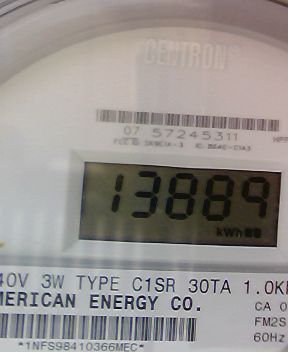 CENTRON®
07 57245311
13889
kWh
40V 3W TYPE C1SR 30TA 1.0K
MERICAN ENERGY CO.
CA 0
FM2S
60Hz
*1NFS98410366MEC*